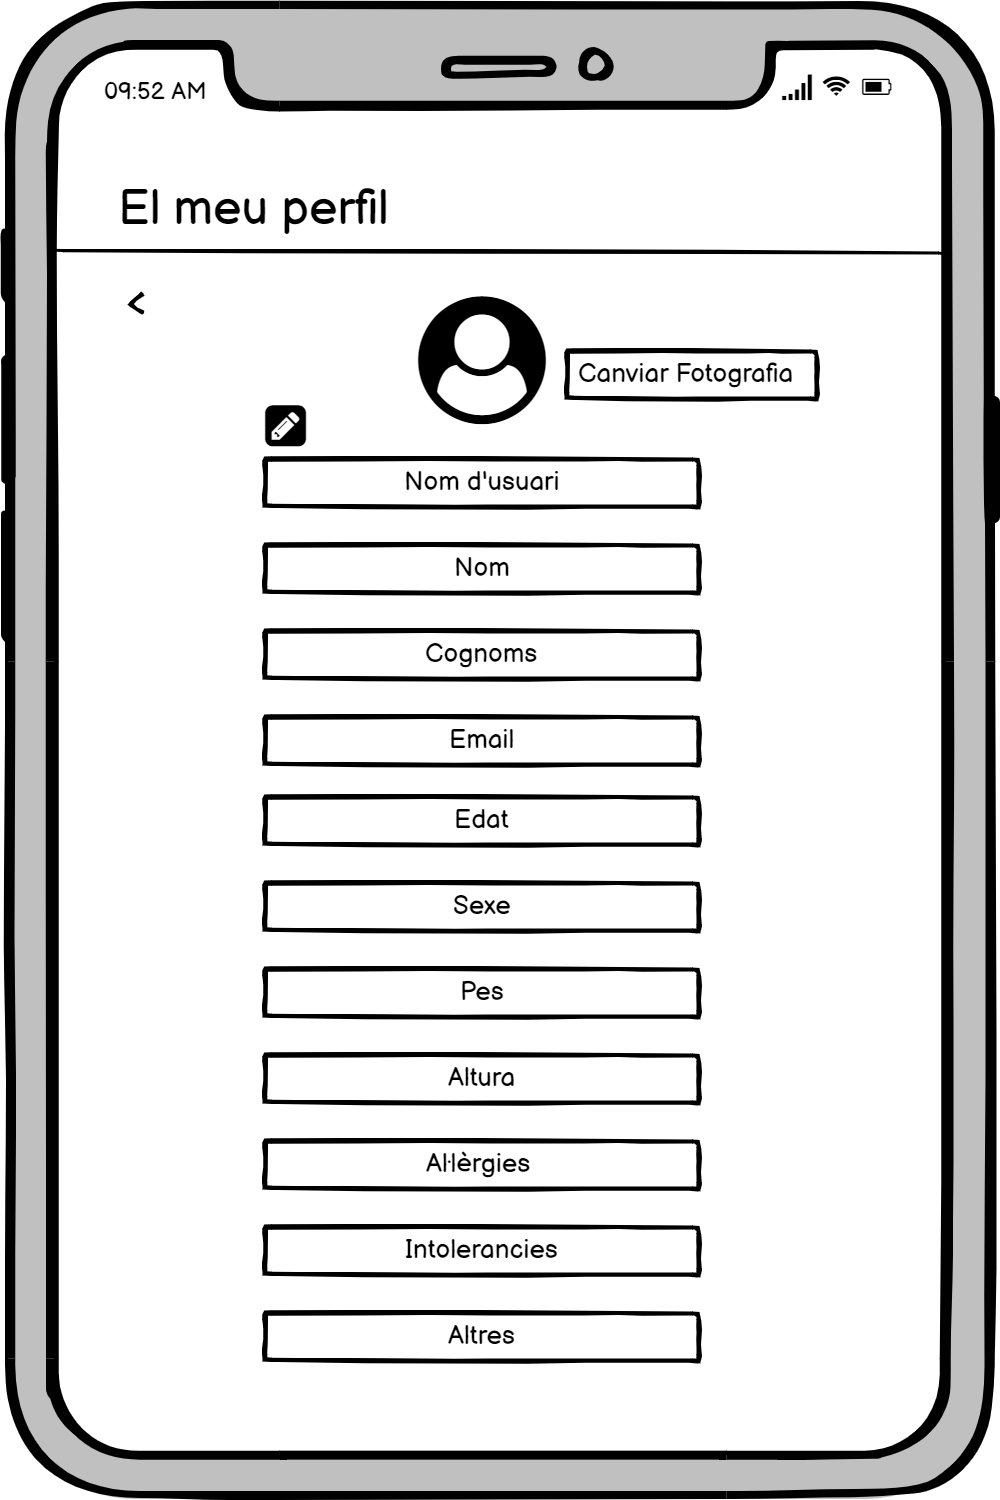 09:52 AM
El meu perfil
<
Canviar Fotografia
Nom d'usuari
Nom
Cognoms
Email
Edat
Sexe
Pes
Altura
Al·lèrgies
Intolerancies
Altres